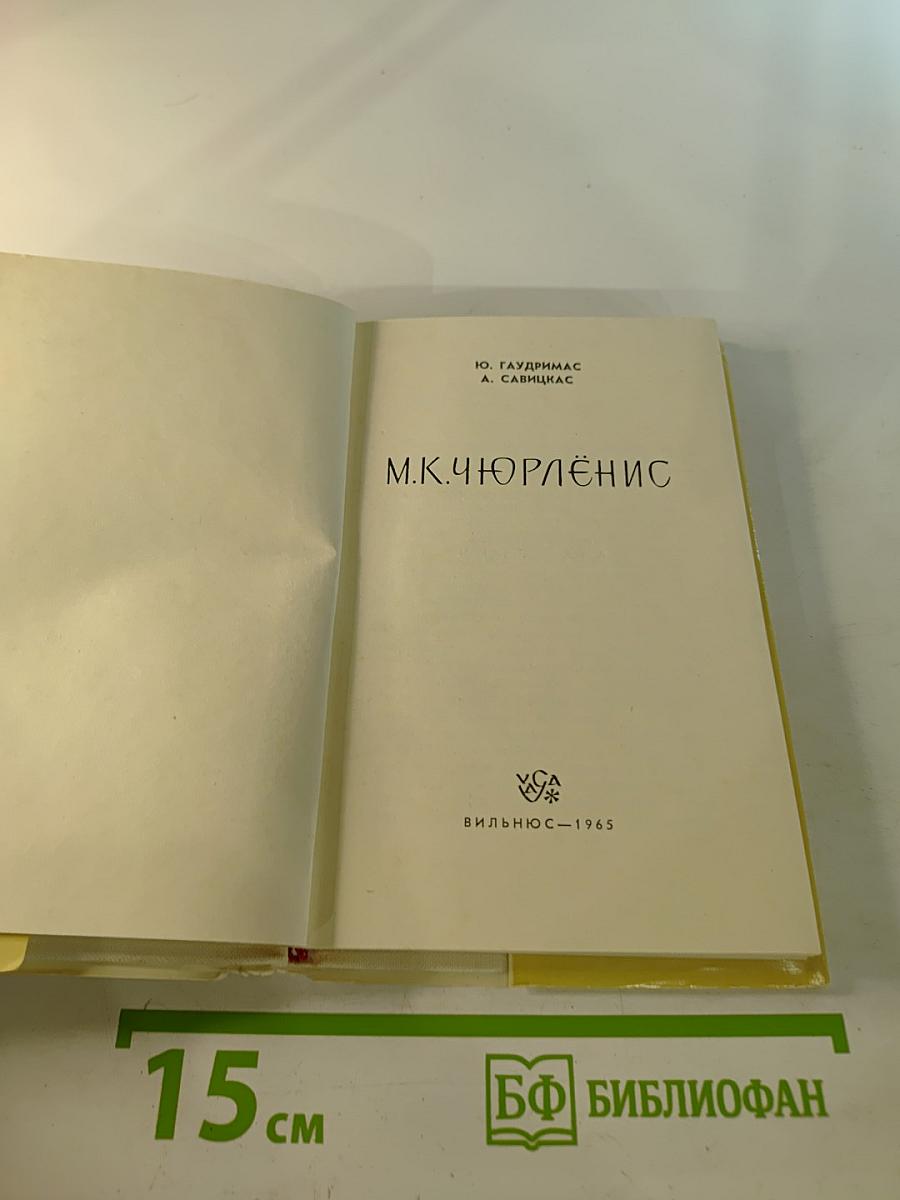 Ю. ГАУДРИМАС
А. САВИЦКАС
М.К.ЧЮРЛЁНИС
ВИЛЬНЮС—1965
15 см
БФ БИБЛИОФАН